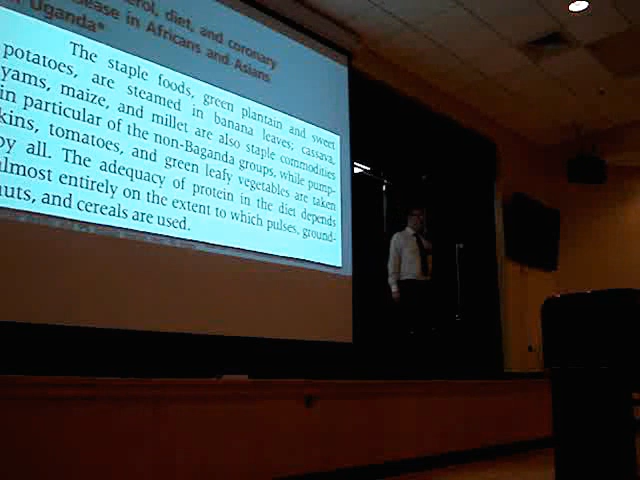 erol, diet, and coronary
sease in Africans and Asians
Uganda*
The staple foods, green plantain and sweet
potatoes, are steamed in banana leaves; cassava,
yams, maize, and millet are also staple commodities
in particular of the non-Baganda groups, while pump-
kins, tomatoes, and green leafy vegetables are taken
by all. The adequacy of protein in the diet depends
almost entirely on the extent to which pulses, ground-
nuts, and cereals are used.